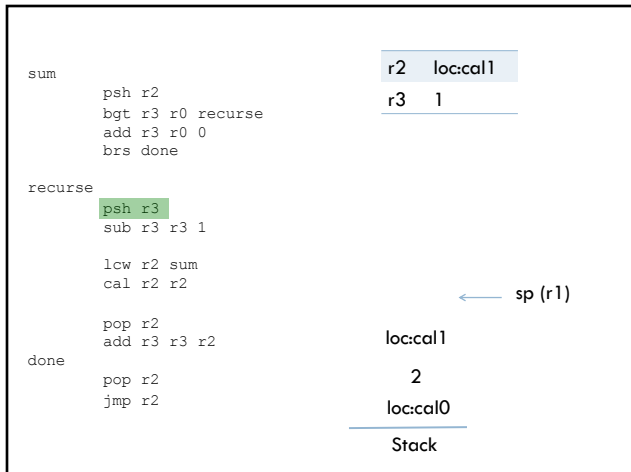 sum
psh r2
bgt r3 r0 recurse
add r3 r0 0
brs done
recurse
psh r3
sub r3 r3 1
lcw r2 sum
cal r2 r2
pop r2
add r3 r3 r2
done
pop r2
jmp r2
r2 loc:cal1
r3 1
sp (r1)
loc:cal1
2
loc:cal0
Stack